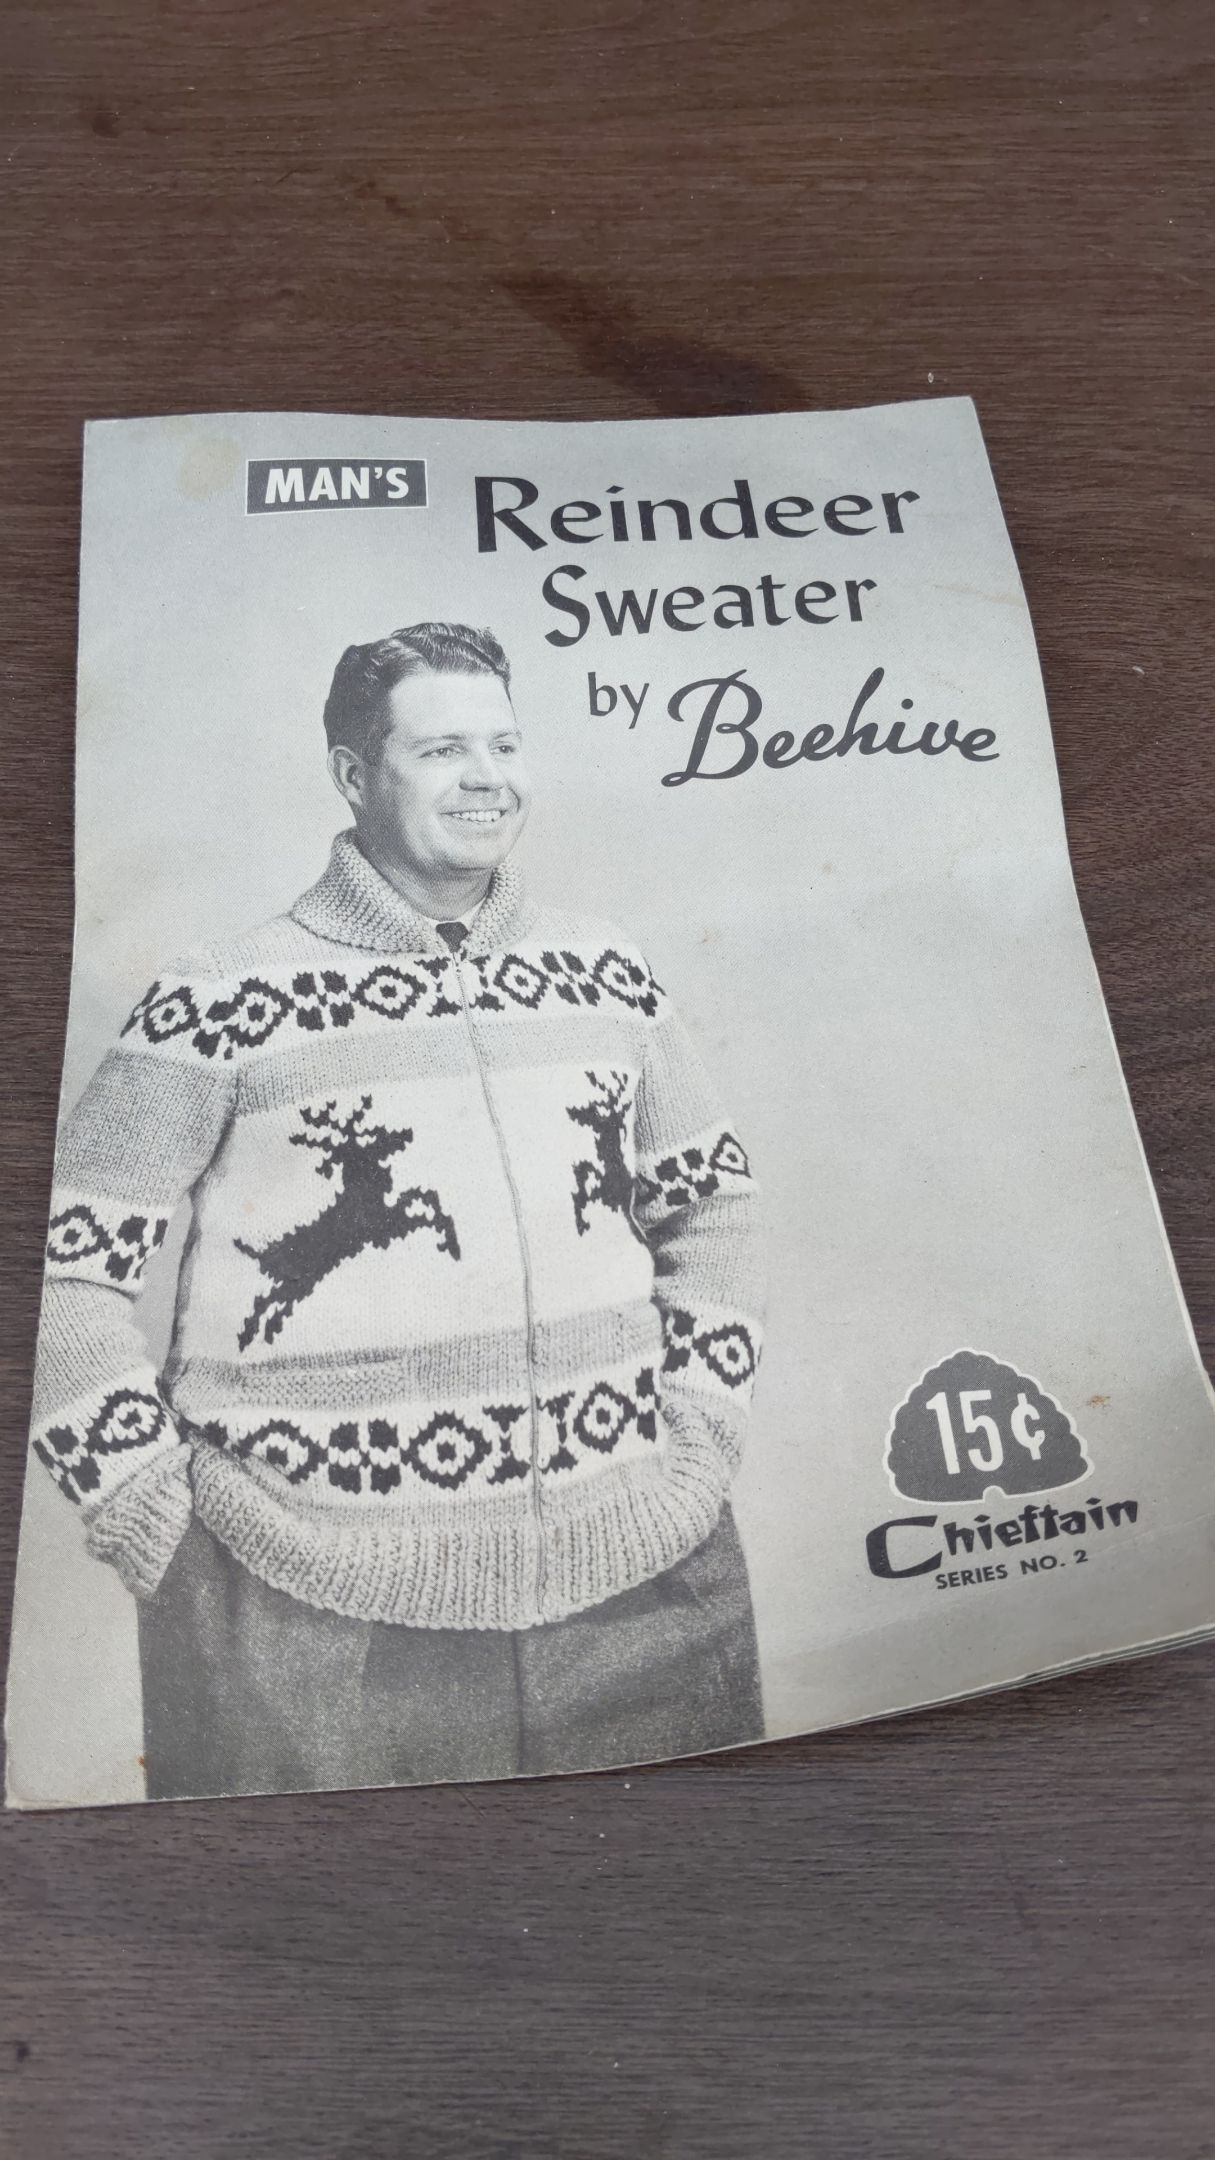 MAN'S
Reindeer
Sweater
by Beehive
15¢
Chieftain
SERIES NO. 2